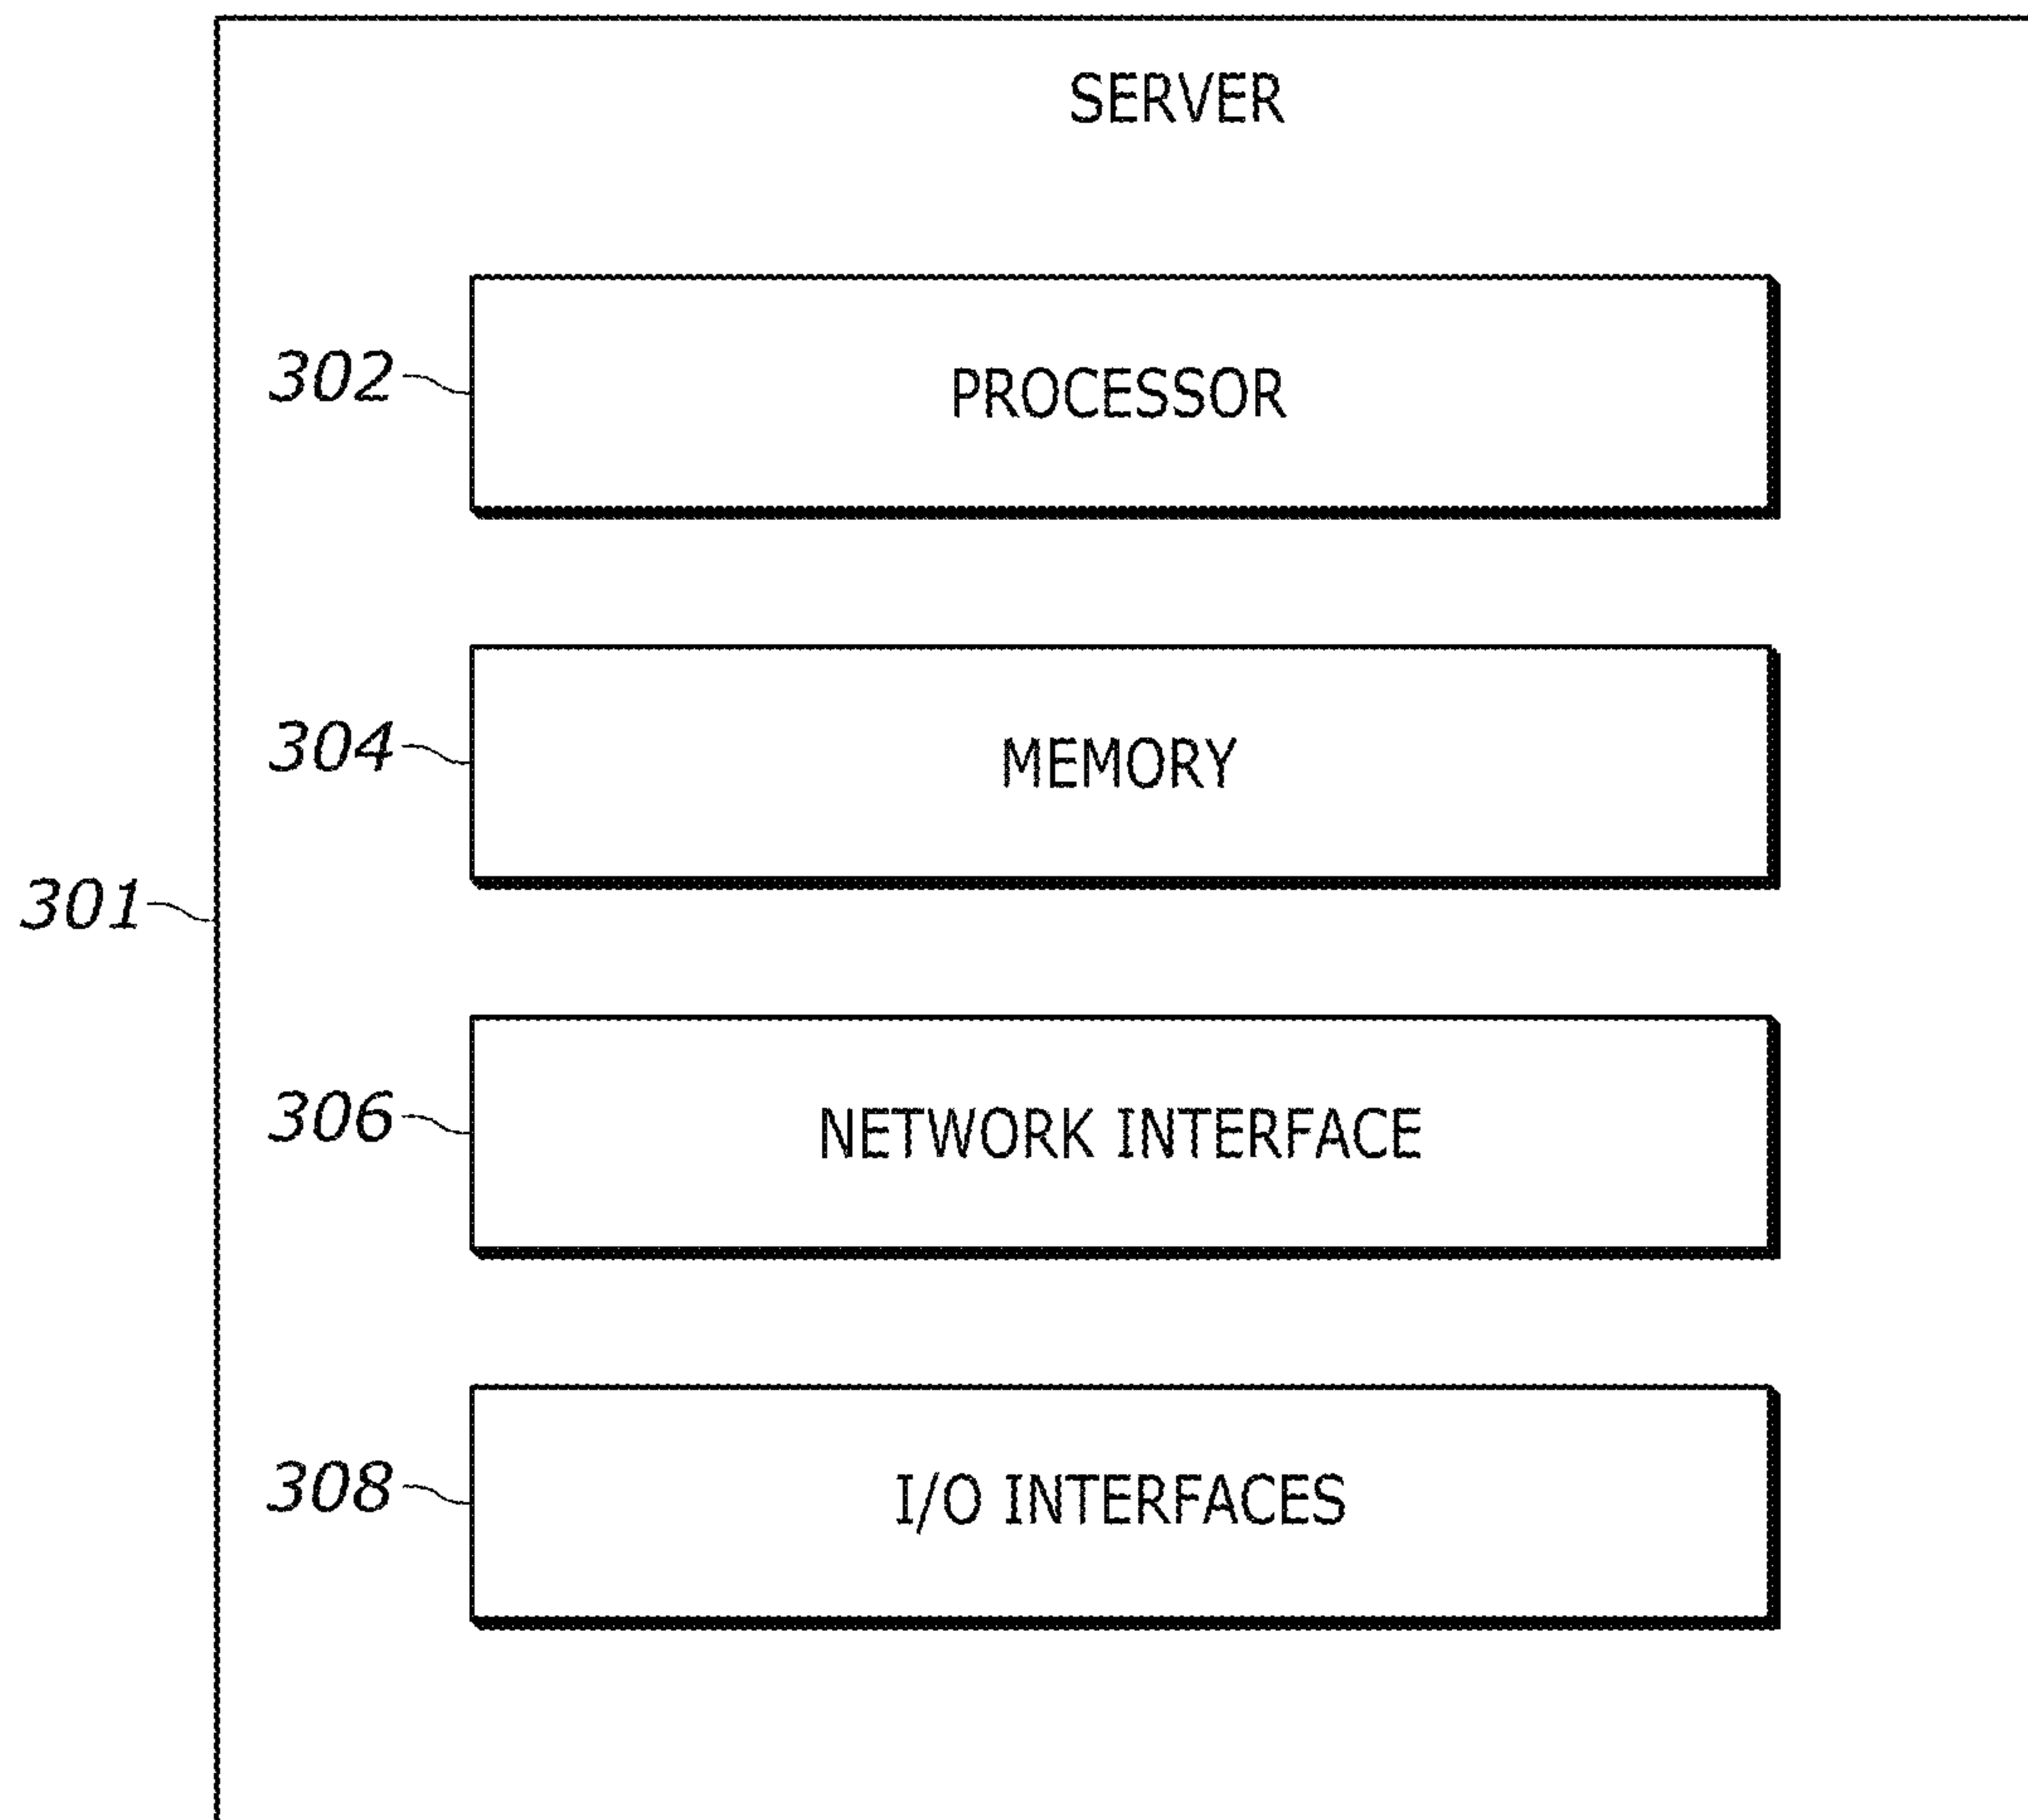 SERVER
302
PROCESSOR
304
MEMORY
301
306
NETWORK INTERFACE
308
I/O INTERFACES